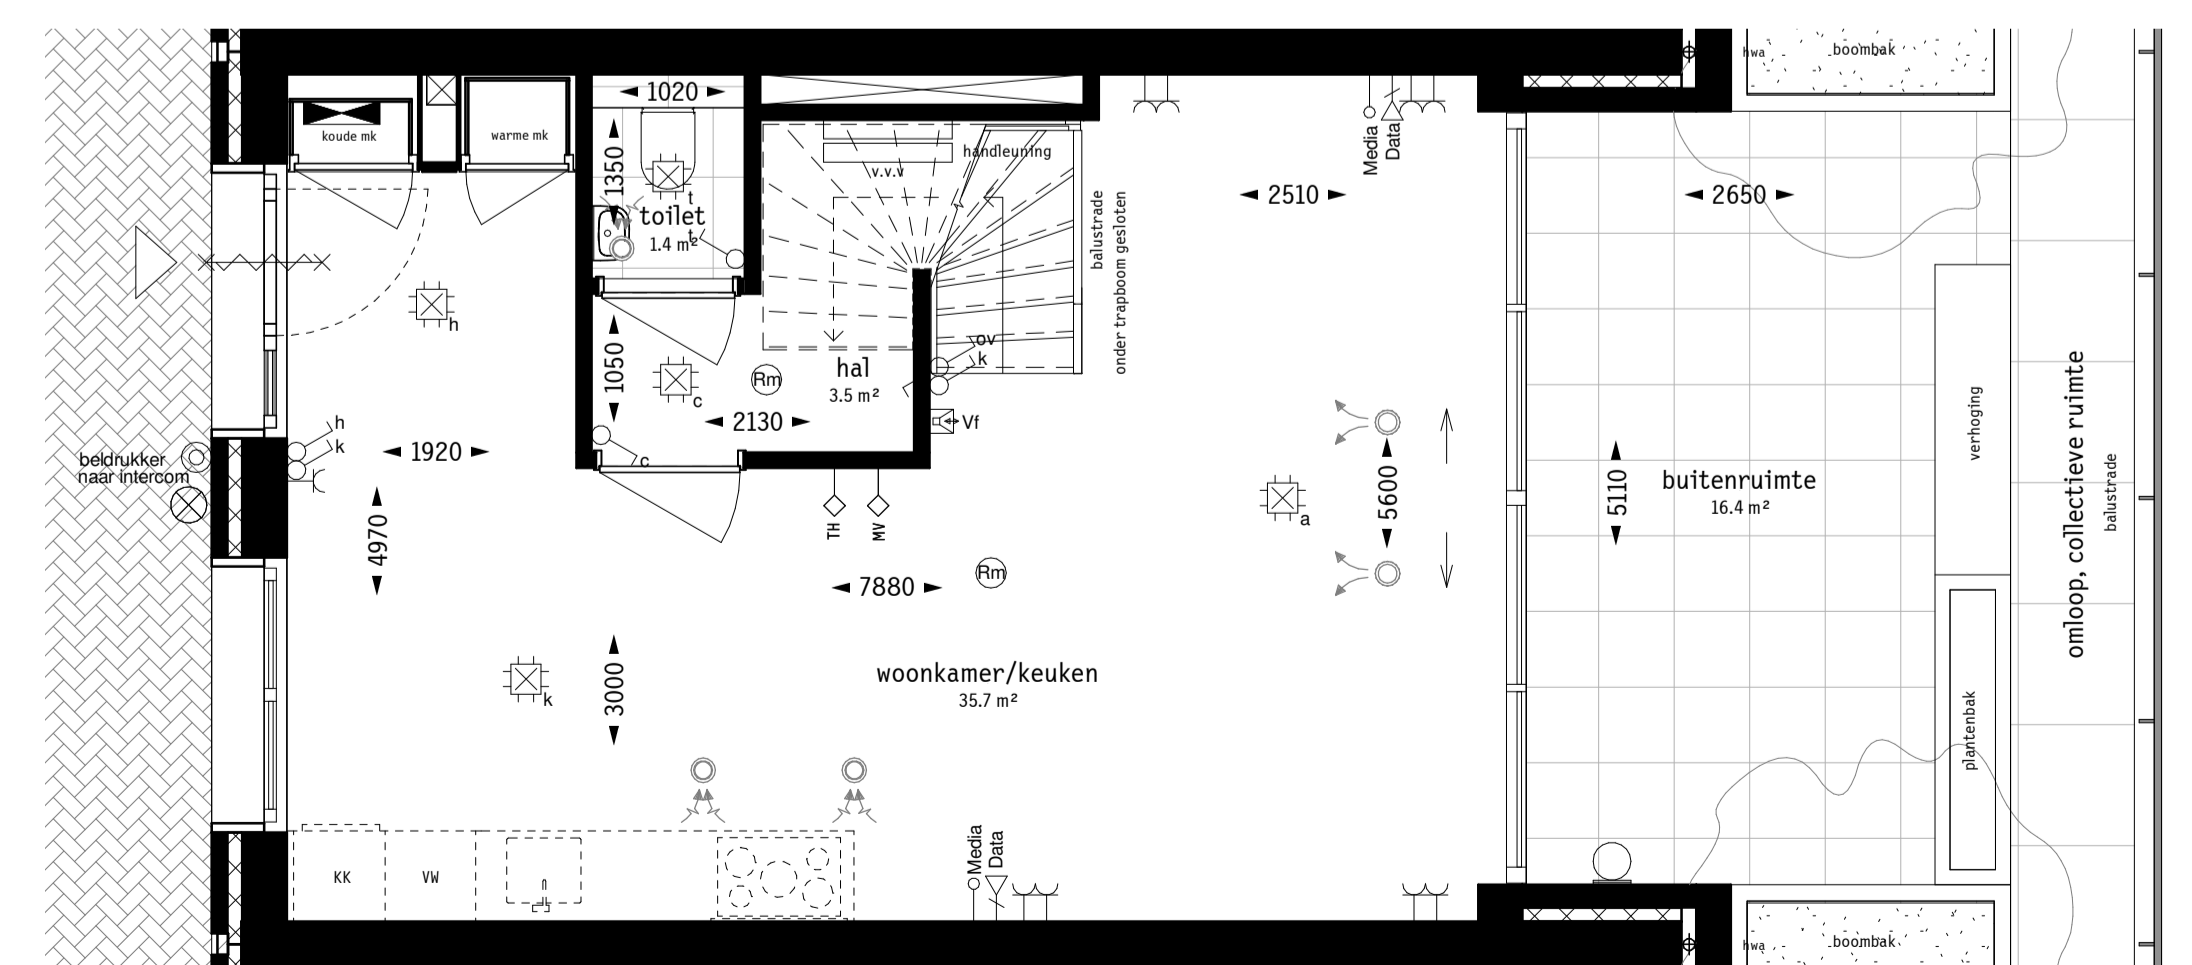 hwa
boombak
koude mk
warme mk
1020
1350
t
toilet
1.4 m²
t
v.v.v
handleuning
balustrade
onder trapboom gesloten
Media
Data
2510
2650
h
1050
c
Rm
hal
3.5 m²
2130
ov
k
Vf
c
h
k
beldrukker
naar intercom
1920
4970
TH
MV
a
5600
5110
buitenruimte
16.4 m²
verhoging
omloop, collectieve ruimte
balustrade
7880
Rm
k
3000
woonkamer/keuken
35.7 m²
plantenbak
KK
VW
Media
Data
hwa
boombak